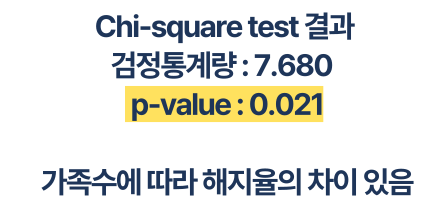 Chi-square test 결과
검정통계량 : 7.680
p-value : 0.021
가족수에 따라 해지율의 차이 있음